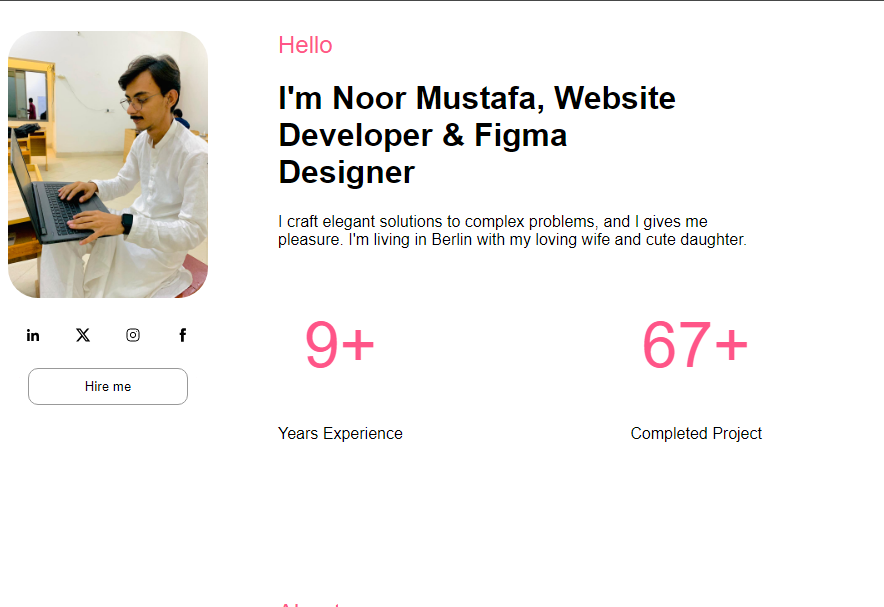 Hello
I'm Noor Mustafa, Website
Developer & Figma
Designer
I craft elegant solutions to complex problems, and I gives me
pleasure. I'm living in Berlin with my loving wife and cute daughter.
in
Hire me
9+
67+
Years Experience
Completed Project